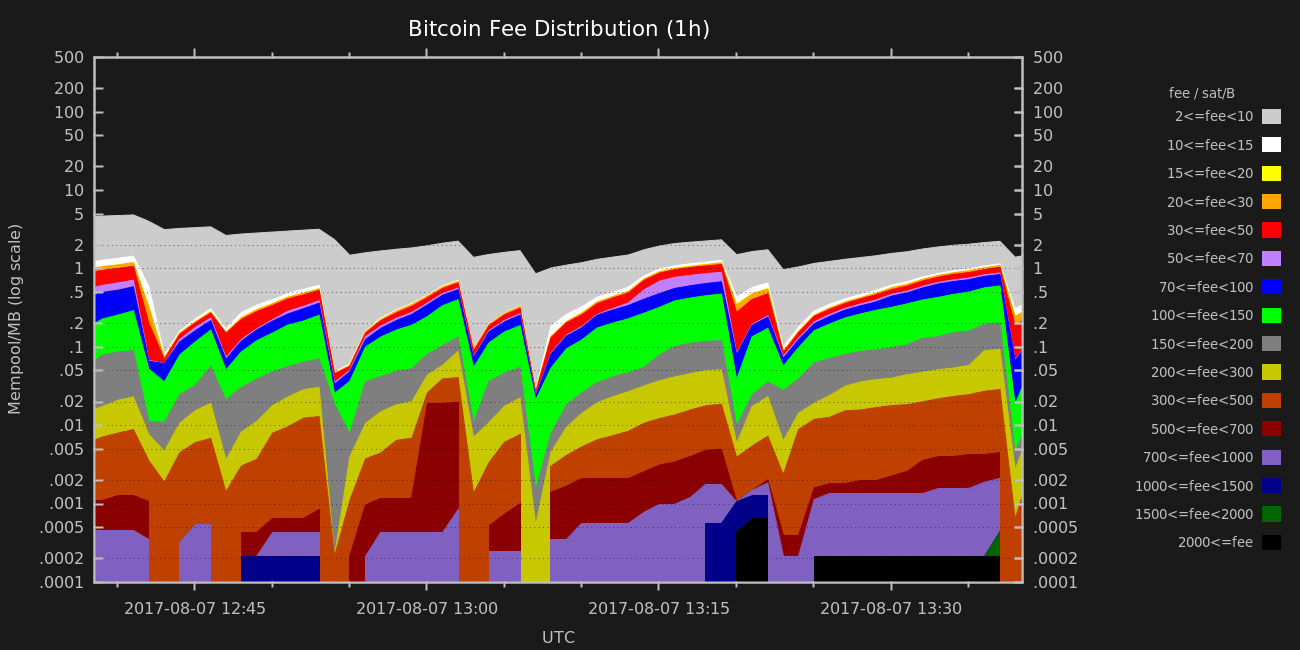 Bitcoin Fee Distribution (1h)
Mempool/MB (log scale)
500
200
100
50
20
10
5
2
1
.5
.2
.1
.05
.02
.01
.005
.002
.001
.0005
.0002
.0001
500
200
100
50
20
10
5
2
1
.5
.2
.1
.05
.02
.01
.005
.002
.001
.0005
.0002
.0001
fee / sat/B
2<=fee<10
10<=fee<15
15<=fee<20
20<=fee<30
30<=fee<50
50<=fee<70
70<=fee<100
100<=fee<150
150<=fee<200
200<=fee<300
300<=fee<500
500<=fee<700
700<=fee<1000
1000<=fee<1500
1500<=fee<2000
2000<=fee
2017-08-07 12:45 2017-08-07 13:00 2017-08-07 13:15 2017-08-07 13:30
UTC